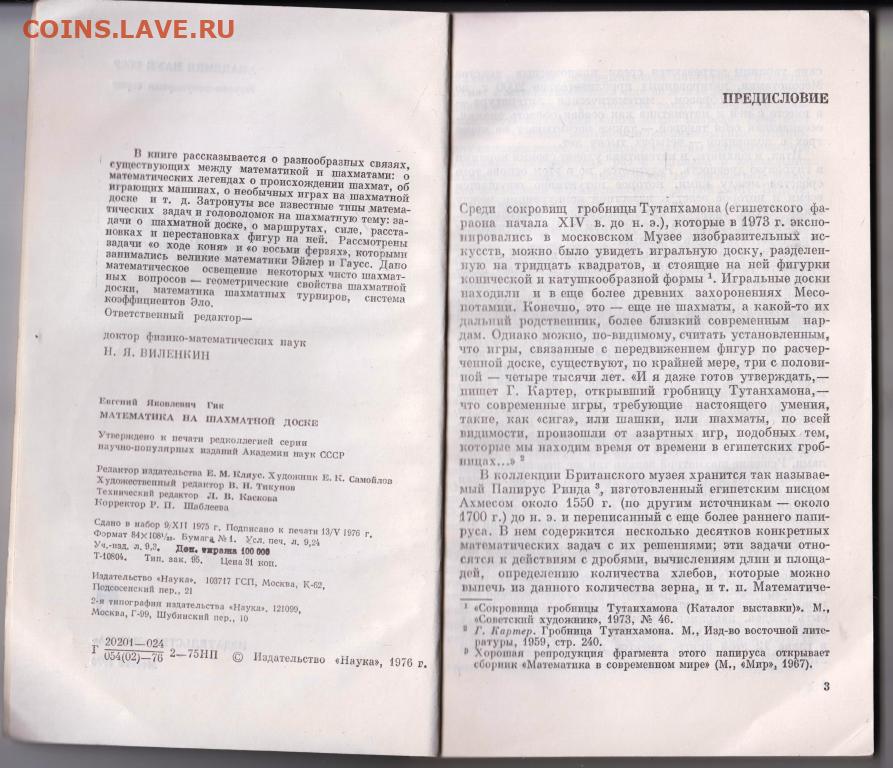 COINS.LAVE.RU
В книге рассказывается о разнообразных связях,
существующих между математикой и шахматами: о
математических легендах о происхождении шахмат, об
играющих машинах, о необычных играх на шахматной
доске и т. д. Затронуты все известные типы матема-
тических задач и головоломок на шахматную тему: за-
дачи о шахматной доске, о маршрутах, силе, расста-
новках и перестановках фигур на ней. Рассмотрены
задачи «о ходе коня» и «о восьми ферзях», которыми
занимались великие математики Эйлер и Гаусс. Дано
математическое освещение некоторых чисто шахмат-
ных вопросов — геометрические свойства шахматной
доски, математика шахматных турниров, система
коэффициентов Эло.
Ответственный редактор—
доктор физико-математических наук
Н. Я. ВИЛЕНКИН
Евгений Яковлевич Гик
МАТЕМАТИКА НА ШАХМАТНОЙ ДОСКЕ
Утверждено к печати редколлегией серии
научно-популярных изданий Академии наук СССР
Редактор издательства Е. М. Кляус. Художник Е. К. Самойлов
Художественный редактор В. Н. Тикунов
Технический редактор Л. В. Каскова
Корректор Р. П. Шаблеева
Сдано в набор 9/XII 1975 г. Подписано к печати 13/V 1976 г.
Формат 84×108 1/32. Бумага №1. Усл. печ. л. 9,24
Уч.-изд. л. 9,3. Доп. тиража 100 000
Т-10804. Тип. зак. 95. Цена 31 коп.
Издательство «Наука». 103717 ГСП, Москва, К-62,
Подсосенский пер., 21
2-я типография издательства «Наука», 121099,
Москва, Г-99, Шубинский пер., 10
Г 20201—024
054(02)—76 2—75НП © Издательство «Наука», 1976 г.
ПРЕДИСЛОВИЕ
Среди сокровищ гробницы Тутанхамона (египетского фа-
раона начала XIV в. до н. э.), которые в 1973 г. экспо-
нировались в московском Музее изобразительных ис-
кусств, можно было увидеть игральную доску, разделен-
ную на тридцать квадратов, и стоящие на ней фигурки
конической и катушкообразной формы ¹. Игральные доски
находили и в еще более древних захоронениях Месо-
потамии. Конечно, это — еще не шахматы, а какой-то их
дальний родственник, более близкий современным нар-
дам. Однако можно, по-видимому, считать установленным,
что игры, связанные с передвижением фигур по расчер-
ченной доске, существуют, по крайней мере, три с полови-
ной — четыре тысячи лет. «И я даже готов утверждать,—
пишет Г. Картер, открывший гробницу Тутанхамона,—
что современные игры, требующие настоящего умения,
такие, как «сига», или шашки, или шахматы, по всей
видимости, произошли от азартных игр, подобных тем,
которые мы находим время от времени в египетских гроб-
ницах...» ²
В коллекции Британского музея хранится так называе-
мый Папирус Ринда ³, изготовленный египетским писцом
Ахмесом около 1550 г. (по другим источникам — около
1700 г.) до н. э. и переписанный с еще более раннего папи-
руса. В нем содержится несколько десятков конкретных
математических задач с их решениями; эти задачи отно-
сятся к действиям с дробями, вычислениям длин и площа-
дей, определению количества хлебов, которые можно
выпечь из данного количества зерна, и т. п. Математиче-
¹ «Сокровища гробницы Тутанхамона (Каталог выставки)». М.,
«Советский художник», 1973, № 46.
² Г. Картер. Гробница Тутанхамона. М., Изд-во восточной лите-
ратуры, 1959, стр. 240.
³ Хорошая репродукция фрагмента этого папируса открывает
сборник «Математика в современном мире» (М., «Мир», 1967).
3